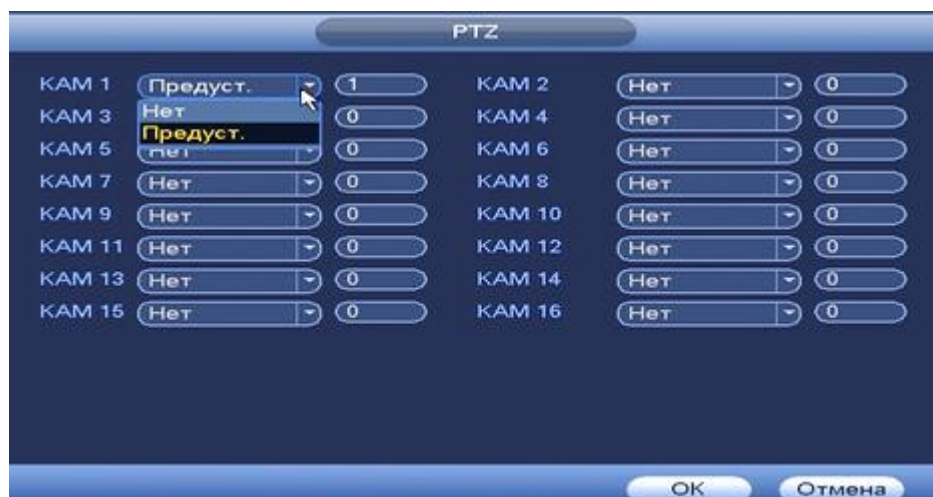 PTZ
КАМ 1 Предуст. 1 КАМ 2 Нет 0
Нет
Предуст.
КАМ 3 0 КАМ 4 Нет 0
КАМ 5 Нет 0 КАМ 6 Нет 0
КАМ 7 Нет 0 КАМ 8 Нет 0
КАМ 9 Нет 0 КАМ 10 Нет 0
КАМ 11 Нет 0 КАМ 12 Нет 0
КАМ 13 Нет 0 КАМ 14 Нет 0
КАМ 15 Нет 0 КАМ 16 Нет 0
OK Отмена